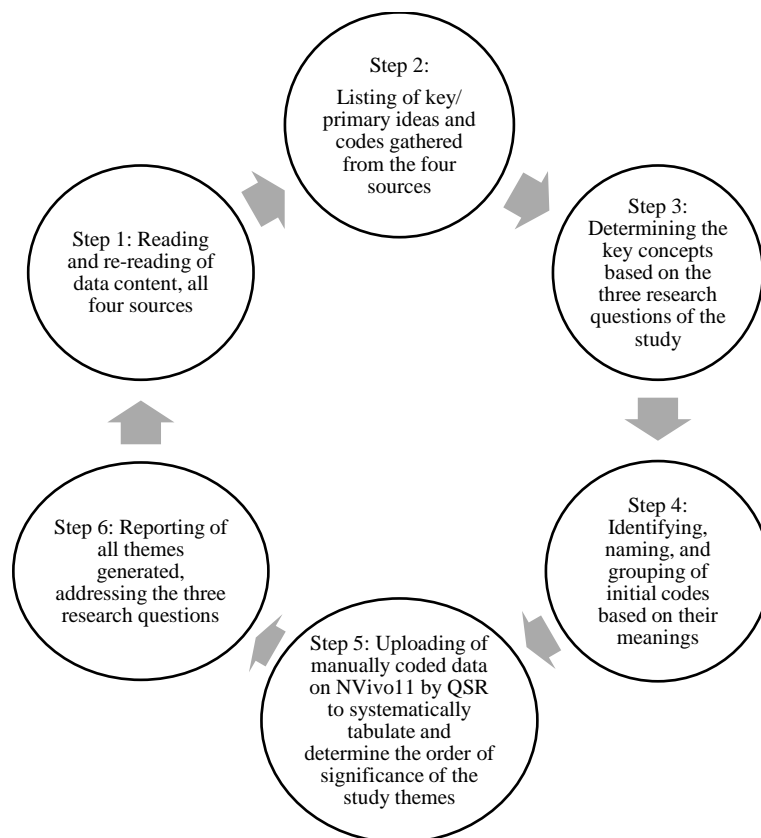 Step 1: Reading
and re-reading of
data content, all
four sources
Step 2:
Listing of key/
primary ideas and
codes gathered
from the four
sources
Step 3:
Determining the
key concepts
based on the
three research
questions of the
study
Step 4:
Identifying,
naming, and
grouping of
initial codes
based on their
meanings
Step 5: Uploading of
manually coded data
on NVivo11 by QSR
to systematically
tabulate and
determine the order of
significance of the
study themes
Step 6: Reporting of
all themes
generated,
addressing the three
research questions